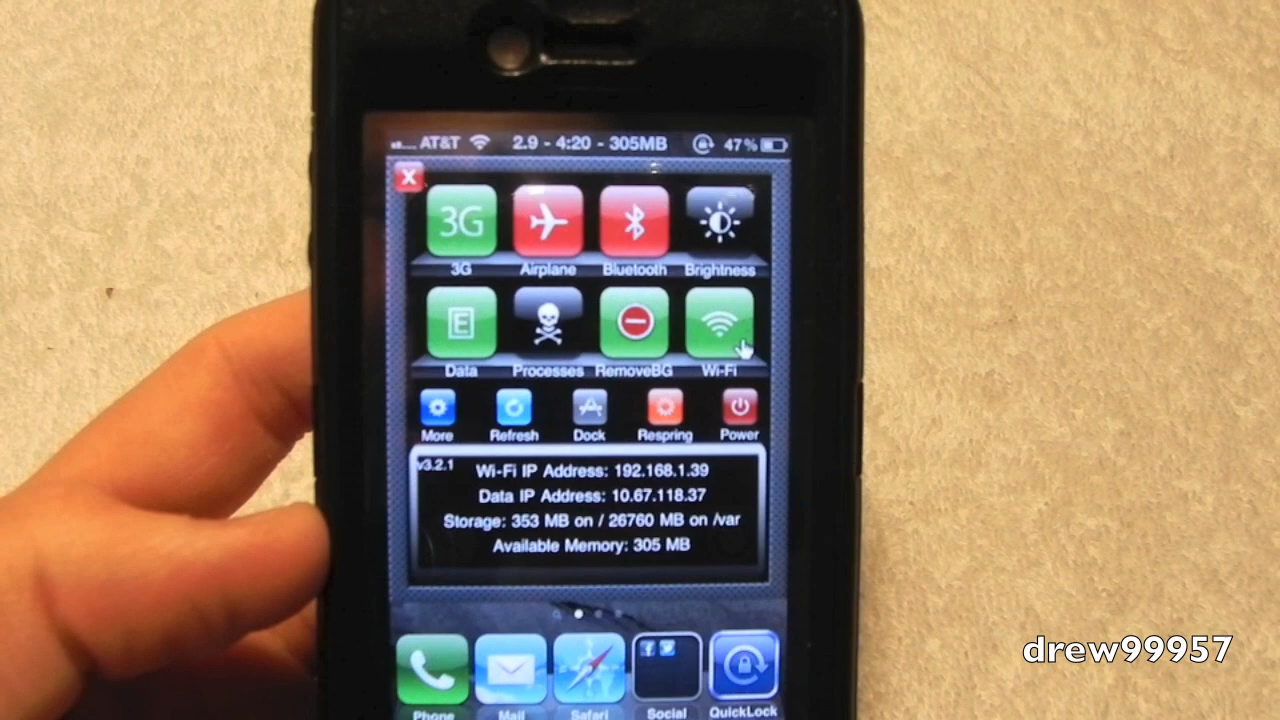 AT&T 2.9 - 4:20 - 305MB 47%
X
3G
3G Airplane Bluetooth Brightness
E
Data Processes RemoveBG Wi-Fi
More Refresh Dock Respring Power
v3.2.1
Wi-Fi IP Address: 192.168.1.39
Data IP Address: 10.67.118.37
Storage: 353 MB on / 26760 MB on /var
Available Memory: 305 MB
f
Phone Mail Safari Social QuickLock
drew99957